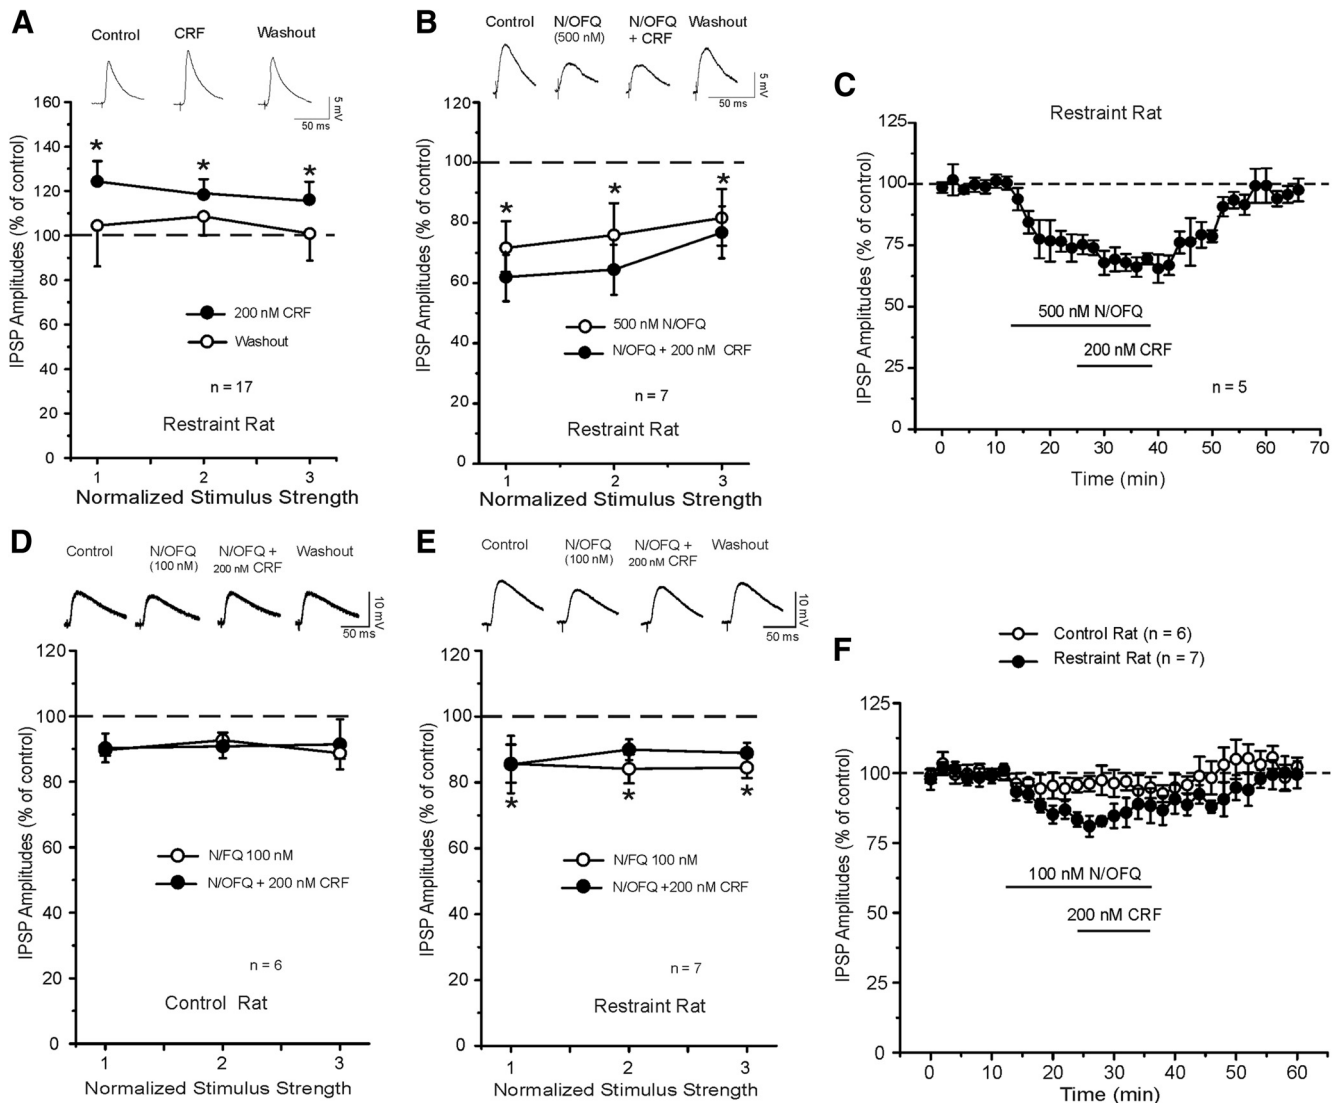 A
Control CRF Washout
5 mV
50 ms
160
140
120
100
80
60
40
20
0
IPSP Amplitudes (% of control)
* * *
200 nM CRF
Washout
n = 17
Restraint Rat
1 2 3
Normalized Stimulus Strength
B
Control N/OFQ N/OFQ Washout
(500 nM) + CRF
5 mV
50 ms
120
100
80
60
40
20
0
IPSP Amplitudes (% of control)
* * *
500 nM N/OFQ
N/OFQ + 200 nM CRF
n = 7
Restraint Rat
1 2 3
Normalized Stimulus Strength
C
Restraint Rat
125
100
75
50
25
0
IPSP Amplitudes (% of control)
500 nM N/OFQ
200 nM CRF
n = 5
0 10 20 30 40 50 60 70
Time (min)
D
Control N/OFQ N/OFQ + Washout
(100 nM) 200 nM CRF
10 mV
50 ms
120
100
80
60
40
20
0
IPSP Amplitudes (% of control)
N/FQ 100 nM
N/OFQ + 200 nM CRF
n = 6
Control Rat
1 2 3
Normalized Stimulus Strength
E
Control N/OFQ N/OFQ + Washout
(100 nM) 200 nM CRF
10 mV
50 ms
120
100
80
60
40
20
0
IPSP Amplitudes (% of control)
* * *
N/FQ 100 nM
N/OFQ +200 nM CRF
n = 7
Restraint Rat
1 2 3
Normalized Stimulus Strength
F
Control Rat (n = 6)
Restraint Rat (n = 7)
125
100
75
50
25
0
IPSP Amplitudes (% of control)
100 nM N/OFQ
200 nM CRF
0 10 20 30 40 50 60
Time (min)